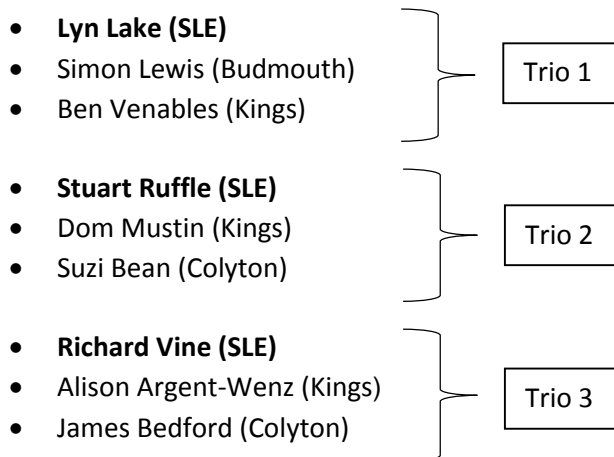 • Lyn Lake (SLE)
• Simon Lewis (Budmouth)
• Ben Venables (Kings)
Trio 1
• Stuart Ruffle (SLE)
• Dom Mustin (Kings)
• Suzi Bean (Colyton)
Trio 2
• Richard Vine (SLE)
• Alison Argent-Wenz (Kings)
• James Bedford (Colyton)
Trio 3